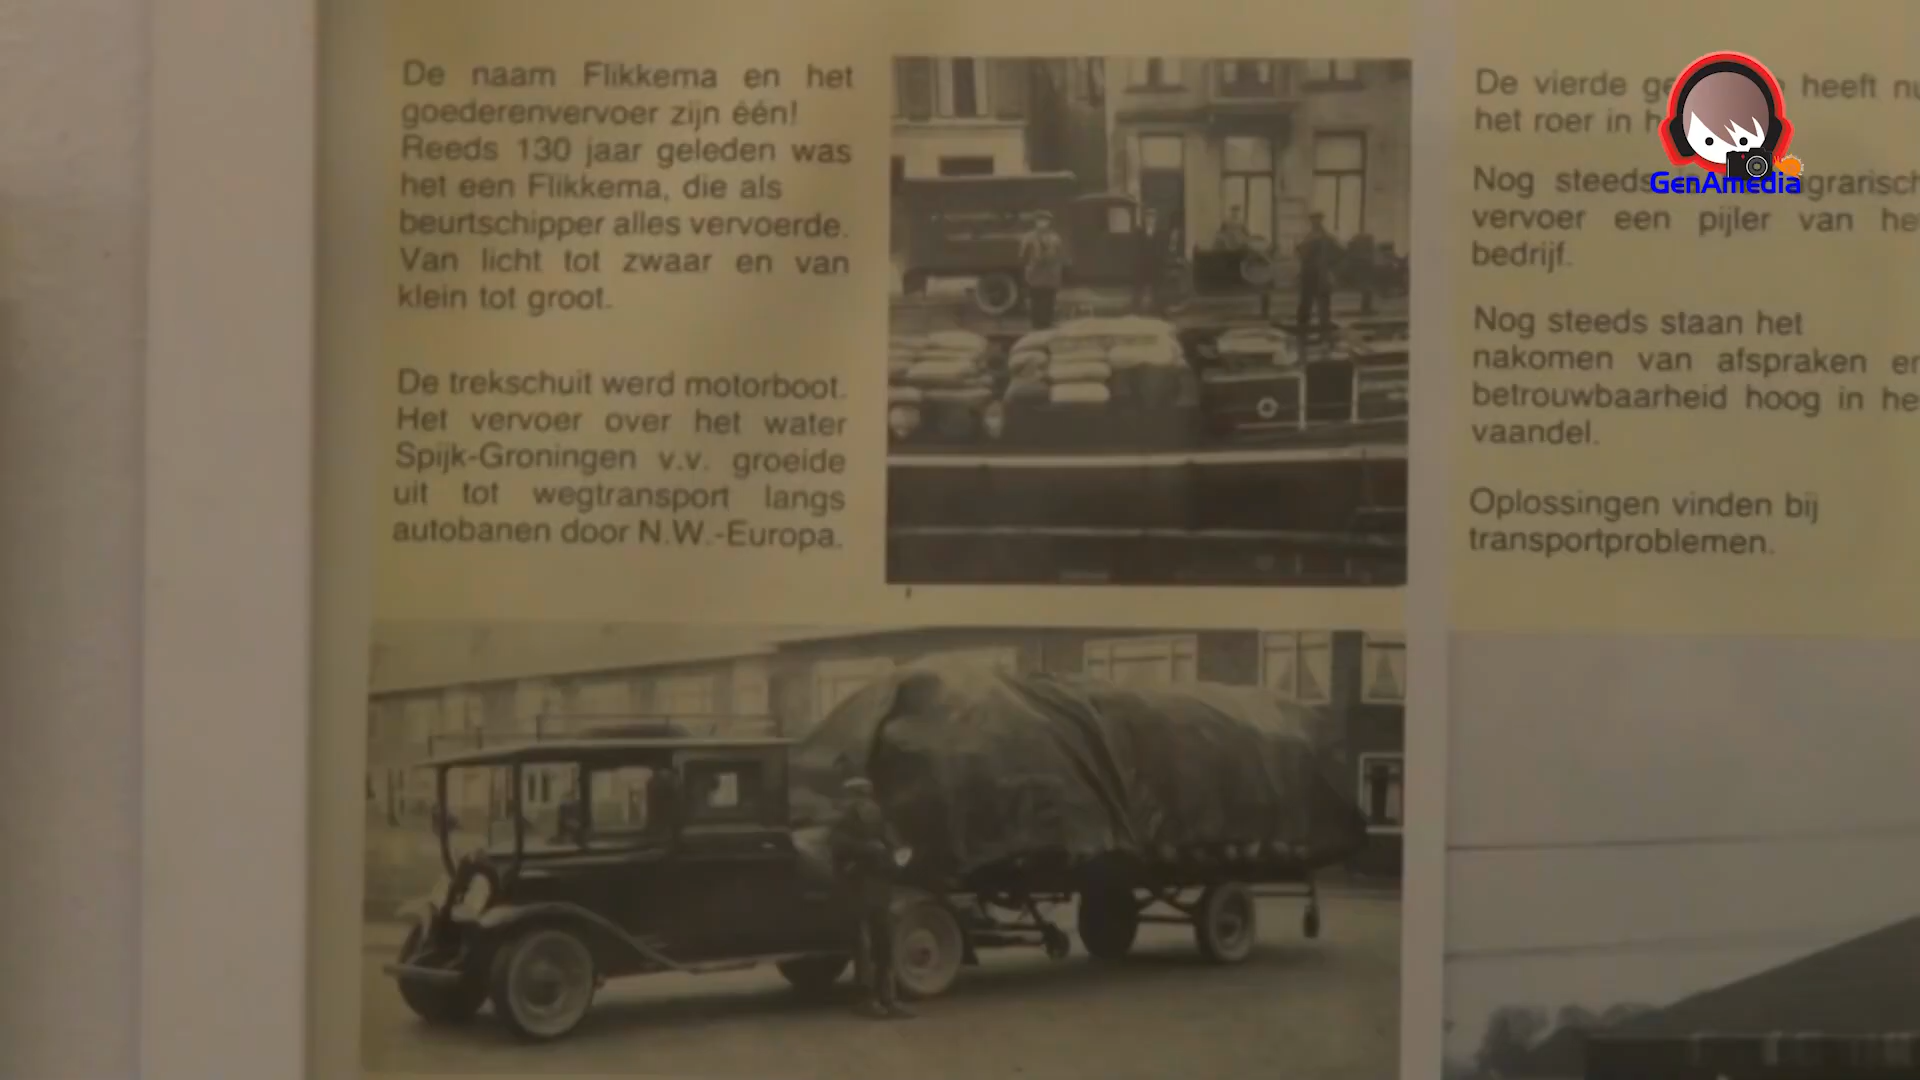 De naam Flikkema en het
goederenvervoer zijn één!
Reeds 130 jaar geleden was
het een Flikkema, die als
beurtschipper alles vervoerde.
Van licht tot zwaar en van
klein tot groot.
De trekschuit werd motorboot.
Het vervoer over het water
Spijk-Groningen v.v. groeide
uit tot wegtransport langs
autobanen door N.W.-Europa.
De vierde heeft
het roer in
Nog steeds
vervoer een pijler van
bedrijf.
Nog steeds staan het
nakomen van afspraken
betrouwbaarheid hoog in
vaandel.
Oplossingen vinden bij
transportproblemen.
GenAmedia